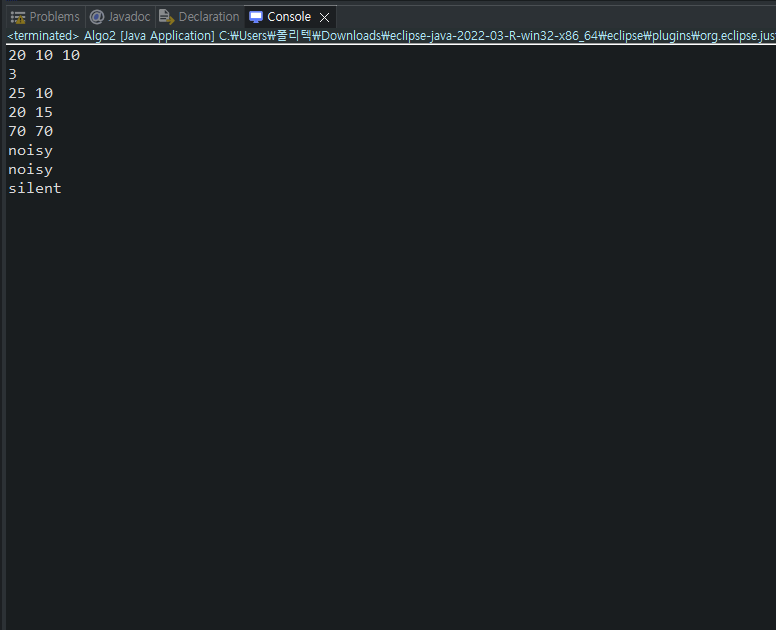 Problems @ Javadoc Declaration Console
<terminated> Algo2 [Java Application] C:₩Users₩폴리텍₩Downloads₩eclipse-java-2022-03-R-win32-x86_64₩eclipse₩plugins₩org.eclipse.jus
20 10 10
3
25 10
20 15
70 70
noisy
noisy
silent